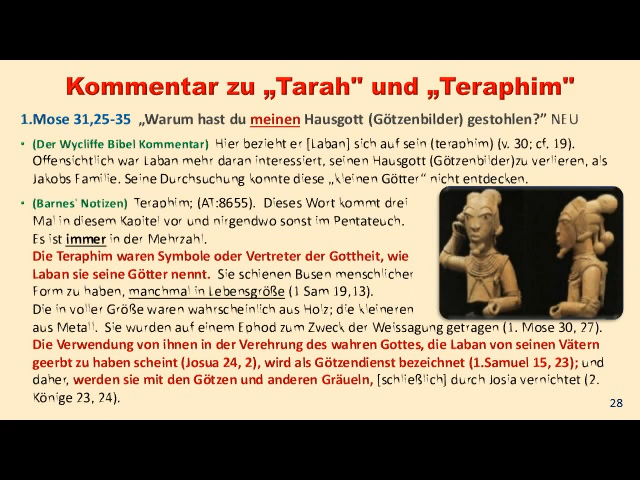 Kommentar zu „Tarah" und „Teraphim"
1.Mose 31,25-35 „Warum hast du meinen Hausgott (Götzenbilder) gestohlen?” NEU
• (Der Wycliffe Bibel Kommentar) Hier bezieht er [Laban] sich auf sein (teraphim) (v. 30; cf. 19).
Offensichtlich war Laban mehr daran interessiert, seinen Hausgott (Götzenbilder)zu verlieren, als
Jakobs Familie. Seine Durchsuchung konnte diese „kleinen Götter“ nicht entdecken.
• (Barnes' Notizen) Teraphim; (AT:8655). Dieses Wort kommt drei
Mal in diesem Kapitel vor und nirgendwo sonst im Pentateuch.
Es ist immer in der Mehrzahl.
Die Teraphim waren Symbole oder Vertreter der Gottheit, wie
Laban sie seine Götter nennt. Sie schienen Busen menschlicher
Form zu haben, manchmal in Lebensgröße (1 Sam 19,13).
Die in voller Größe waren wahrscheinlich aus Holz; die kleineren
aus Metall. Sie wurden auf einem Ephod zum Zweck der Weissagung getragen (1. Mose 30, 27).
Die Verwendung von ihnen in der Verehrung des wahren Gottes, die Laban von seinen Vätern
geerbt zu haben scheint (Josua 24, 2), wird als Götzendienst bezeichnet (1.Samuel 15, 23); und
daher, werden sie mit den Götzen und anderen Gräueln, [schließlich] durch Josia vernichtet (2.
Könige 23, 24).
28